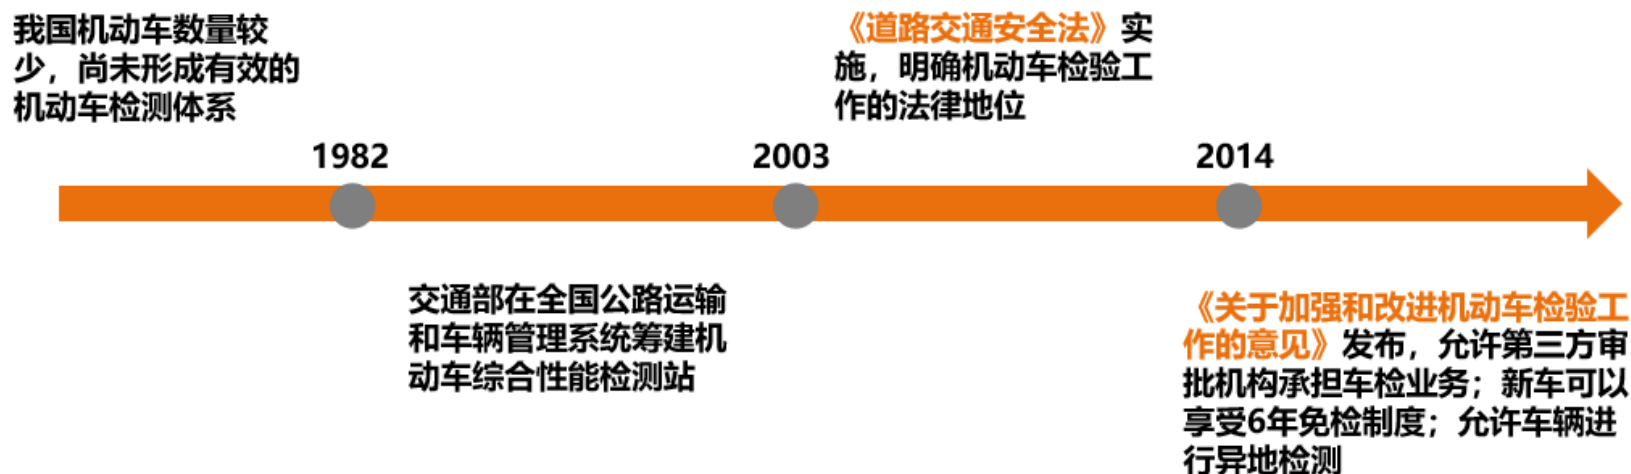 我国机动车数量较
少，尚未形成有效的
机动车检测体系
《道路交通安全法》实
施，明确机动车检验工
作的法律地位
1982
2003
2014
交通部在全国公路运输
和车辆管理系统筹建机
动车综合性能检测站
《关于加强和改进机动车检验工
作的意见》发布，允许第三方审
批机构承担车检业务；新车可以
享受6年免检制度；允许车辆进
行异地检测